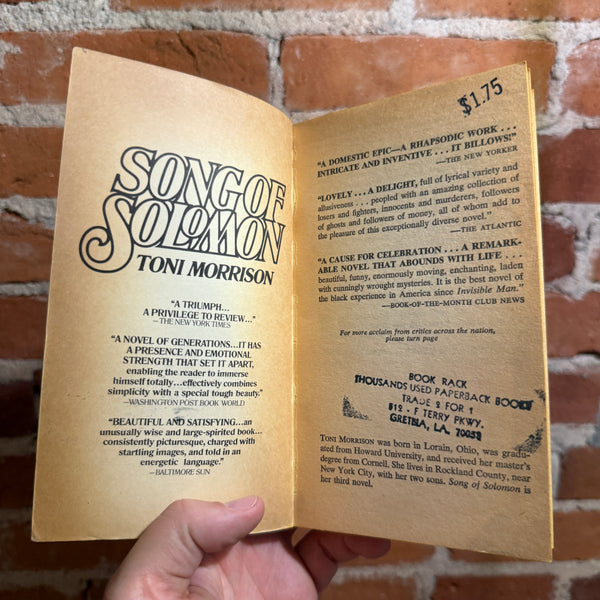 SONG OF
SOLOMON
TONI MORRISON
"A TRIUMPH...
A PRIVILEGE TO REVIEW..."
—THE NEW YORK TIMES
"A NOVEL OF GENERATIONS...IT HAS
A PRESENCE AND EMOTIONAL
STRENGTH THAT SET IT APART,
enabling the reader to immerse
himself totally...effectively combines
simplicity with a special tough beauty."
—WASHINGTON POST BOOK WORLD
"BEAUTIFUL AND SATISFYING...an
unusually wise and large-spirited book...
consistently picturesque, charged with
startling images, and told in an
energetic language."
—BALTIMORE SUN
$1.75
"A DOMESTIC EPIC—A RHAPSODIC WORK . . .
INTRICATE AND INVENTIVE . . . IT BILLOWS!"
—THE NEW YORKER
"LOVELY . . . A DELIGHT, full of lyrical variety and
allusiveness . . . peopled with an amazing collection of
losers and fighters, innocents and murderers, followers
of ghosts and followers of money, all of whom add to
the pleasure of this exceptionally diverse novel."
—THE ATLANTIC
"A CAUSE FOR CELEBRATION . . . A REMARK-
ABLE NOVEL THAT ABOUNDS WITH LIFE . . .
beautiful, funny, enormously moving, enchanting, laden
with cunningly wrought mysteries. It is the best novel of
the black experience in America since Invisible Man."
—BOOK-OF-THE-MONTH CLUB NEWS
For more acclaim from critics across the nation,
please turn page
BOOK RACK
THOUSANDS USED PAPERBACK BOOKS
TRADE 2 FOR 1
812 - F TERRY PKWY.
GRETNA, LA. 70053
TONI MORRISON was born in Lorain, Ohio, was gradu-
ated from Howard University, and received her master's
degree from Cornell. She lives in Rockland County, near
New York City, with her two sons. Song of Solomon is
her third novel.